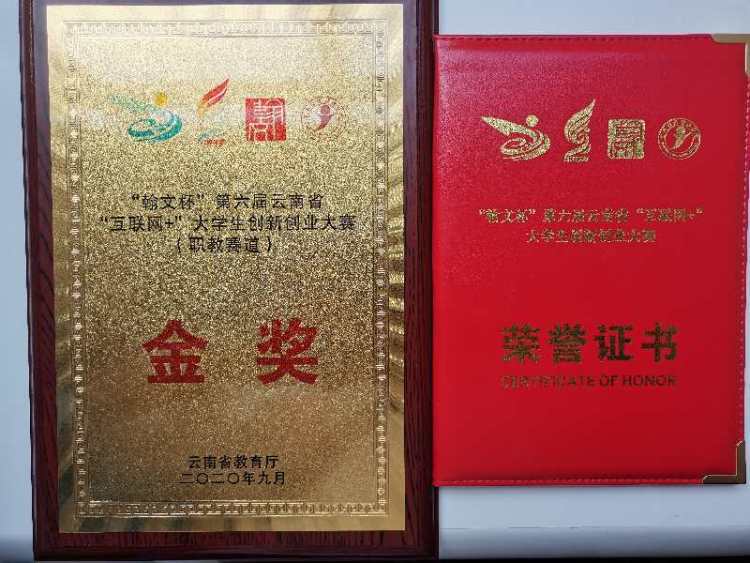 “翰文杯”第六届云南省
“互联网+”大学生创新创业大赛
（职教赛道）
金奖
云南省教育厅
二〇二〇年九月
“翰文杯”第六届云南省“互联网+”
大学生创新创业大赛
荣誉证书
CERTIFICATE OF HONOR